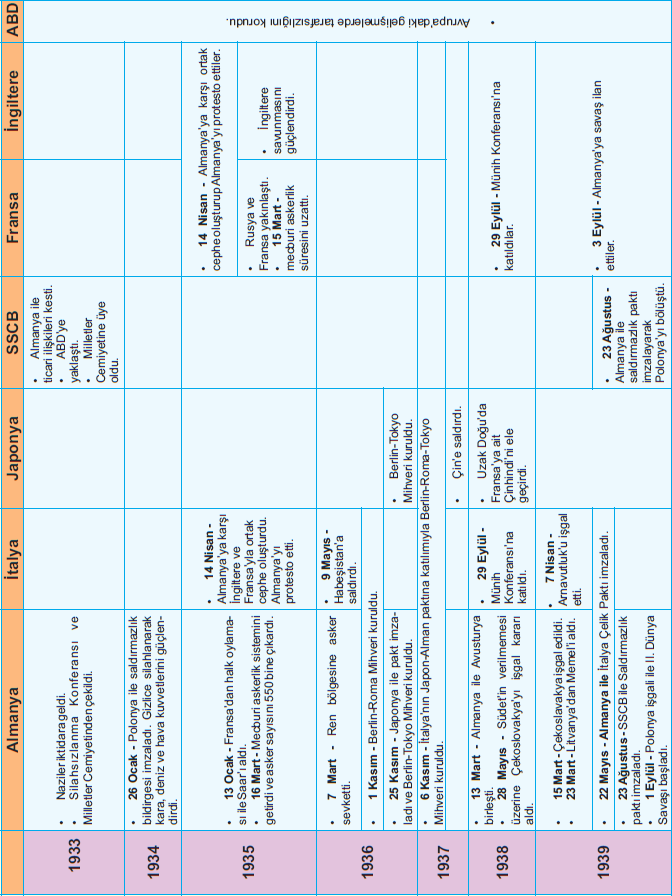 Almanya
İtalya
Japonya
SSCB
Fransa
İngiltere
ABD
1933
• Naziler iktidara geldi.
• Silahsızlanma Konferansı ve
Milletler Cemiyetinden çekildi.
• Almanya ile
ticari ilişkileri kesti.
• ABD'ye
yaklaştı.
• Milletler
Cemiyetine üye
oldu.
• Avrupa'daki gelişmelerde tarafsızlığını korudu.
1934
• 26 Ocak - Polonya ile saldırmazlık
bildirgesi imzaladı. Gizlice silahlanarak
kara, deniz ve hava kuvvetlerini güçlen-
dirdi.
1935
• 13 Ocak - Fransa'dan halk oylama-
sı ile Saar'ı aldı.
• 16 Mart - Mecburi askerlik sistemini
getirdi ve asker sayısını 550 bine çıkardı.
• 14 Nisan -
Almanya'ya karşı
İngiltere ve
Fransa'yla ortak
cephe oluşturdu.
Almanya'yı
protesto etti.
• 14 Nisan - Almanya'ya karşı ortak
cephe oluşturup Almanya'yı protesto ettiler.
• Rusya ve
Fransa yakınlaştı.
• 15 Mart -
mecburi askerlik
süresini uzattı.
• İngiltere
savunmasını
güçlendirdi.
1936
• 7 Mart - Ren bölgesine asker
sevketti.
• 9 Mayıs -
Habeşistan'a
saldırdı.
• 1 Kasım - Berlin-Roma Mihveri kuruldu.
• 25 Kasım - Japonya ile pakt imza-
ladı ve Berlin-Tokyo Mihveri kuruldu.
• Berlin-Tokyo
Mihveri kuruldu.
1937
• 6 Kasım - İtalya'nın Japon-Alman paktına katılımıyla Berlin-Roma-Tokyo
Mihveri kuruldu.
• Çin'e saldırdı.
1938
• 13 Mart - Almanya ile Avusturya
birleşti.
• 28 Mayıs - Südet'in verilmemesi
üzerine Çekoslovakya'yı işgal kararı
aldı.
• 29 Eylül -
Münih
Konferansı'na
katıldı.
• Uzak Doğu'da
Fransa'ya ait
Çinhindi'ni ele
geçirdi.
• 29 Eylül - Münih Konferansı'na
katıldılar.
1939
• 15 Mart - Çekoslavakya işgal edildi.
• 23 Mart - Litvanya'dan Memel'i aldı.
• 7 Nisan -
Arnavutluk'u işgal
etti.
• 22 Mayıs - Almanya ile İtalya Çelik Paktı imzaladı.
• 23 Ağustos - SSCB ile Saldırmazlık
paktı imzaladı.
• 1 Eylül - Polonya işgali ile II. Dünya
Savaşı başladı.
• 23 Ağustos -
Almanya ile
saldırmazlık paktı
imzalayarak
Polonya'yı bölüştü.
• 3 Eylül - Almanya'ya savaş ilan
ettiler.